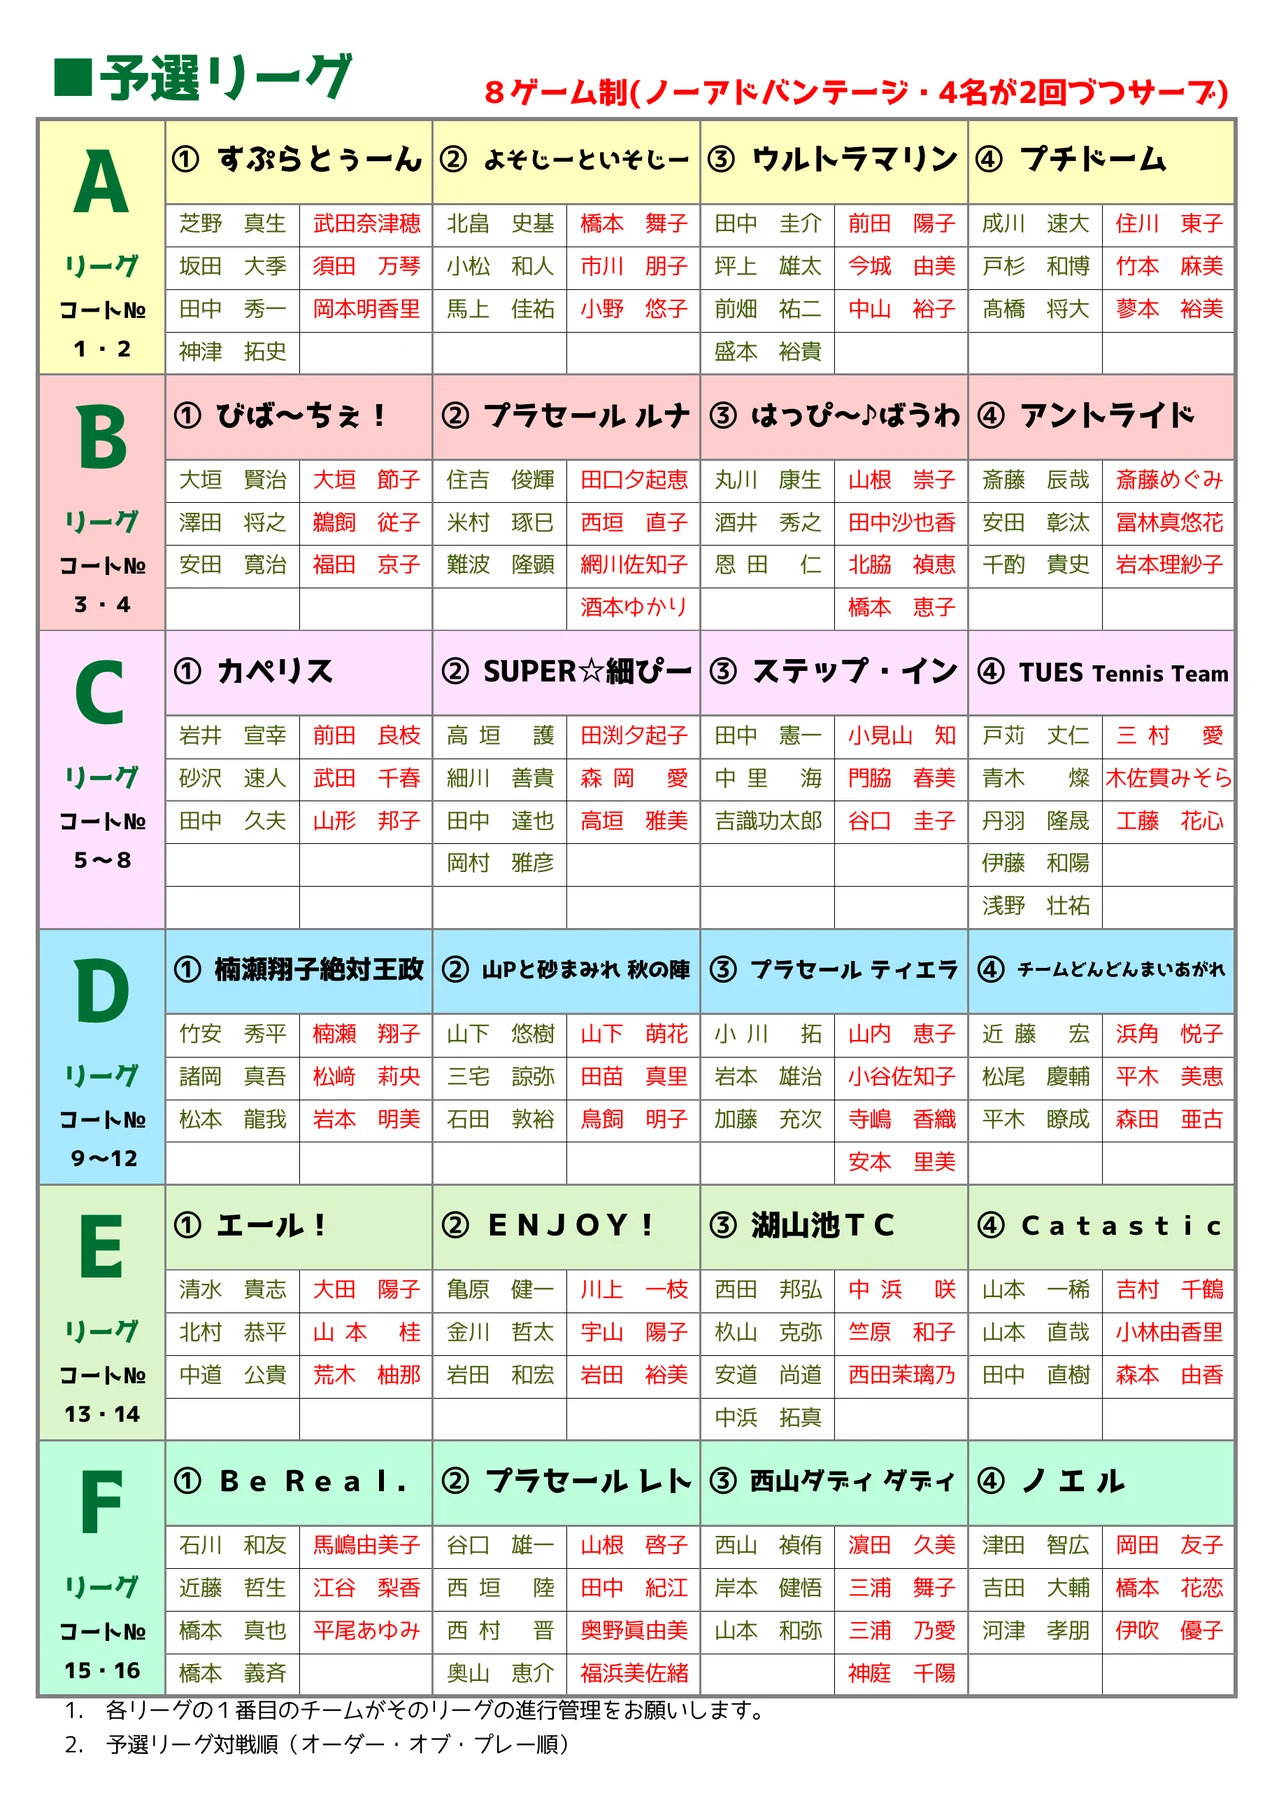 ■予選リーグ
８ゲーム制(ノーアドバンテージ・4名が2回づつサーブ)
A
リーグ
コート№
1・2
① すぷらとぅーん ② よそじーといそじー ③ ウルトラマリン ④ プチドーム
芝野　真生 武田奈津穂 北畠　史基 橋本　舞子 田中　圭介 前田　陽子 成川　速大 住川　東子
坂田　大季 須田　万琴 小松　和人 市川　朋子 坪上　雄太 今城　由美 戸杉　和博 竹本　麻美
田中　秀一 岡本明香里 馬上　佳祐 小野　悠子 前畑　祐二 中山　裕子 髙橋　将大 蓼本　裕美
神津　拓史 盛本　裕貴
B
リーグ
コート№
3・4
① びば～ちぇ！ ② プラセール ルナ ③ はっぴ～♪ばうわ ④ アントライド
大垣　賢治 大垣　節子 住吉　俊輝 田口夕起恵 丸川　康生 山根　崇子 斎藤　辰哉 斎藤めぐみ
澤田　将之 鵜飼　従子 米村　琢巳 西垣　直子 酒井　秀之 田中沙也香 安田　彰汰 冨林真悠花
安田　寛治 福田　京子 難波　隆顕 網川佐知子 恩 田　仁 北脇　禎恵 千酌　貴史 岩本理紗子
酒本ゆかり 橋本　恵子
C
リーグ
コート№
5～8
① カペリス ② SUPER☆細ぴー ③ ステップ・イン ④ TUES Tennis Team
岩井　宣幸 前田　良枝 高 垣　護 田渕夕起子 田中　憲一 小見山　知 戸苅　丈仁 三 村　愛
砂沢　速人 武田　千春 細川　善貴 森 岡　愛 中 里　海 門脇　春美 青木　燦 木佐貫みそら
田中　久夫 山形　邦子 田中　達也 高垣　雅美 吉識功太郎 谷口　圭子 丹羽　隆晟 工藤　花心
岡村　雅彦 伊藤　和陽
浅野　壮祐
D
リーグ
コート№
9～12
① 楠瀬翔子絶対王政 ② 山Pと砂まみれ 秋の陣 ③ プラセール ティエラ ④ チームどんどんまいあがれ
竹安　秀平 楠瀬　翔子 山下　悠樹 山下　萌花 小 川　拓 山内　恵子 近 藤　宏 浜角　悦子
諸岡　真吾 松﨑　莉央 三宅　諒弥 田苗　真里 岩本　雄治 小谷佐知子 松尾　慶輔 平木　美恵
松本　龍我 岩本　明美 石田　敦裕 鳥飼　明子 加藤　充次 寺嶋　香織 平木　瞭成 森田　亜古
安本　里美
E
リーグ
コート№
13・14
① エール！ ② ＥＮＪＯＹ！ ③ 湖山池ＴＣ ④ Ｃａｔａｓｔｉｃ
清水　貴志 大田　陽子 亀原　健一 川上　一枝 西田　邦弘 中 浜　咲 山本　一稀 吉村　千鶴
北村　恭平 山 本　桂 金川　哲太 宇山　陽子 杦山　克弥 竺原　和子 山本　直哉 小林由香里
中道　公貴 荒木　柚那 岩田　和宏 岩田　裕美 安道　尚道 西田茉璃乃 田中　直樹 森本　由香
中浜　拓真
F
リーグ
コート№
15・16
① Ｂｅ Ｒｅａｌ. ② プラセール レト ③ 西山ダディ ダディ ④ ノ エ ル
石川　和友 馬嶋由美子 谷口　雄一 山根　啓子 西山　禎侑 濵田　久美 津田　智広 岡田　友子
近藤　哲生 江谷　梨香 西 垣　陸 田中　紀江 岸本　健悟 三浦　舞子 吉田　大輔 橋本　花恋
橋本　真也 平尾あゆみ 西 村　晋 奥野眞由美 山本　和弥 三浦　乃愛 河津　孝朋 伊吹　優子
橋本　義斉 奥山　恵介 福浜美佐緒 神庭　千陽
1.　各リーグの１番目のチームがそのリーグの進行管理をお願いします。
2.　予選リーグ対戦順（オーダー・オブ・プレー順）